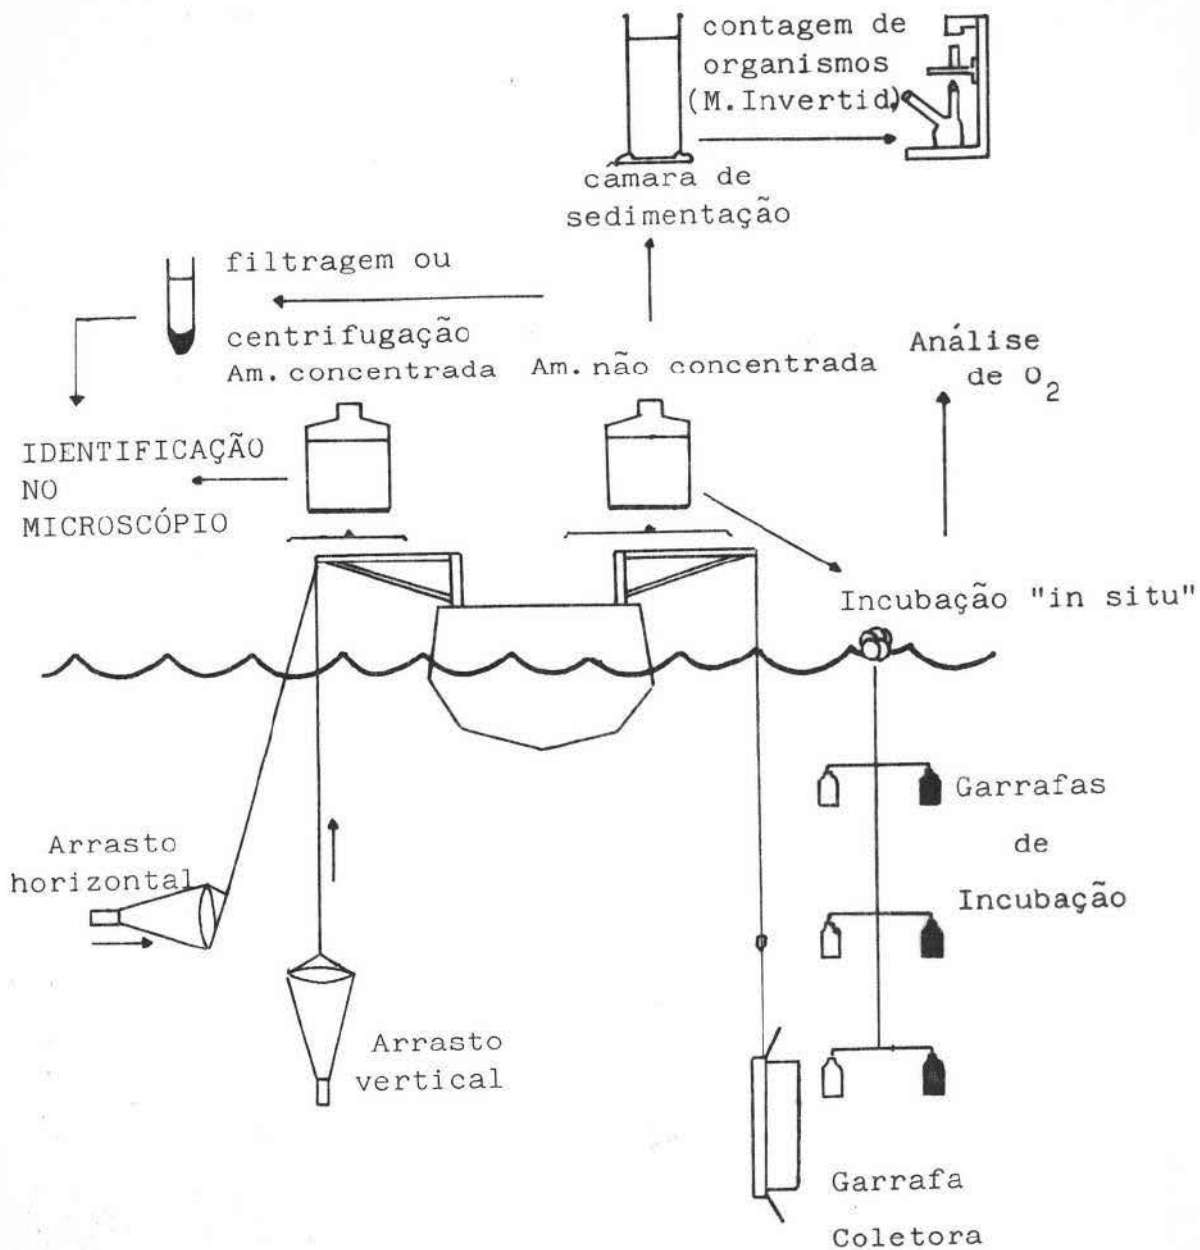 contagem de
organismos
(M.Invertid.)
câmara de
sedimentação
filtragem ou
centrifugação
Am. concentrada
Am. não concentrada
Análise
de O2
IDENTIFICAÇÃO
NO
MICROSCÓPIO
Incubação "in situ"
Garrafas
de
Incubação
Arrasto
horizontal
Arrasto
vertical
Garrafa
Coletora